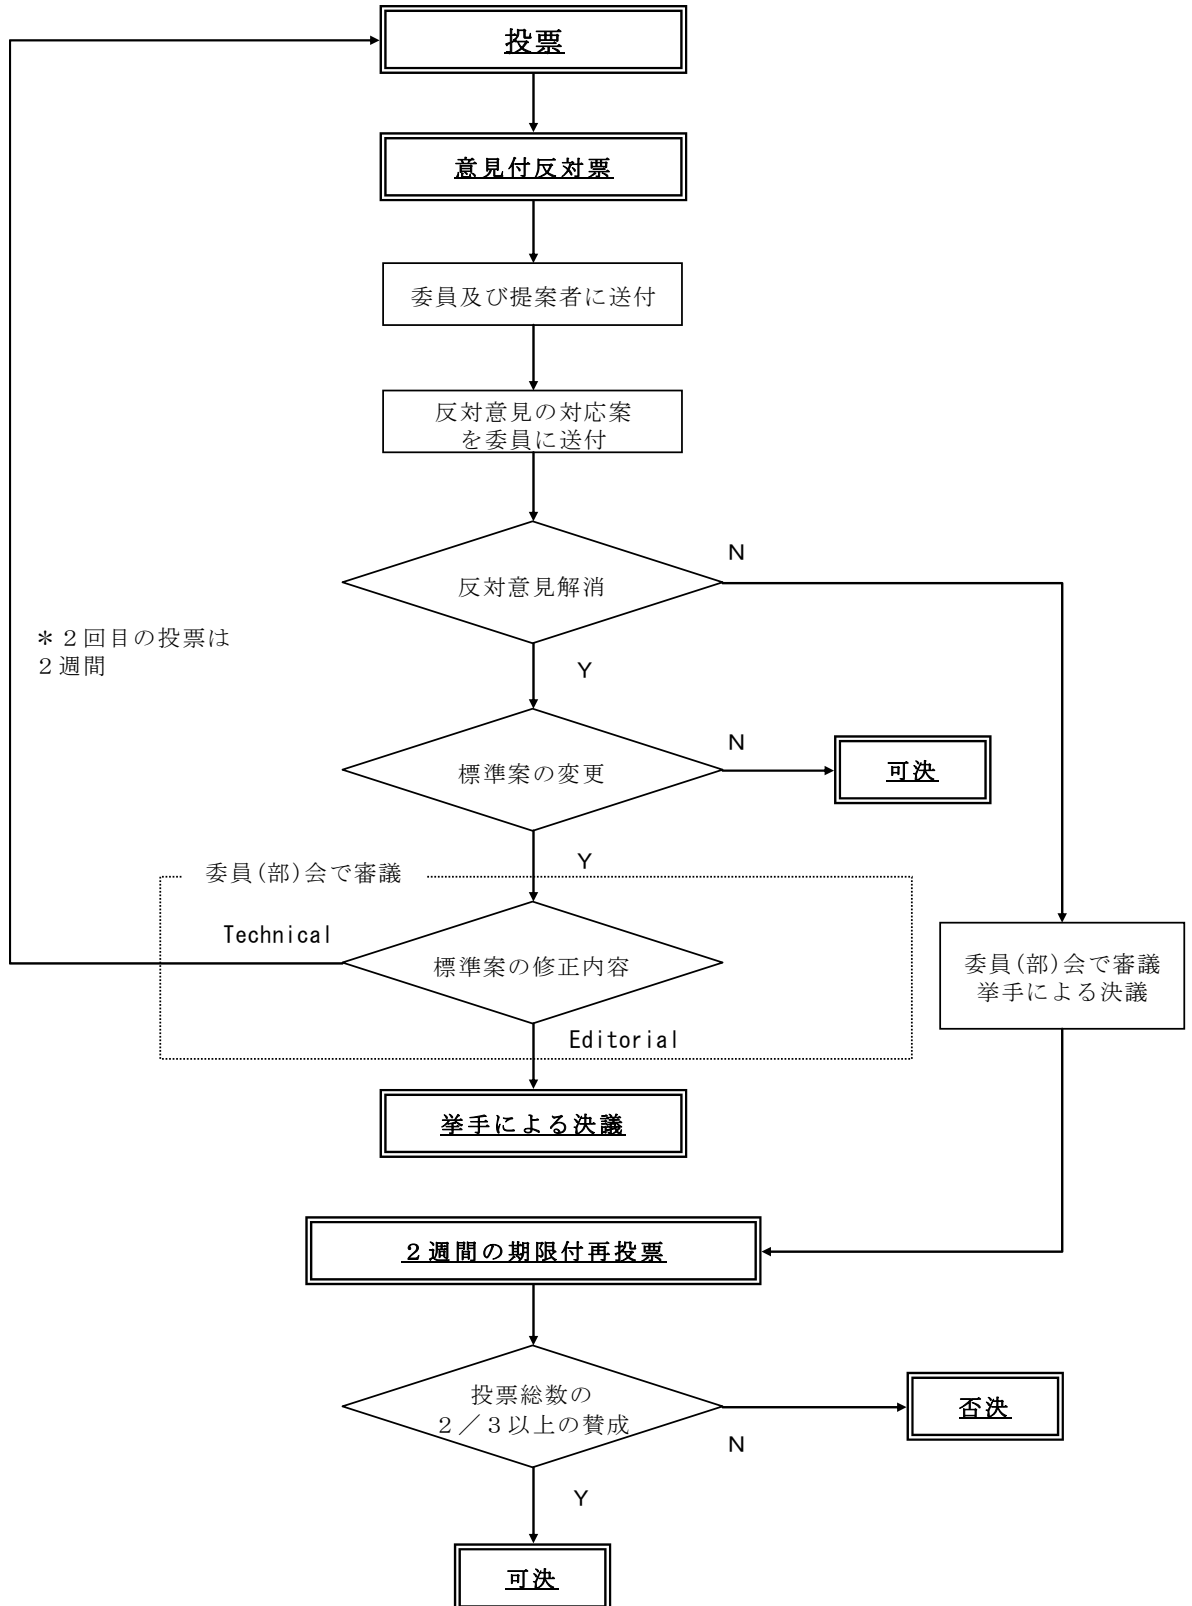 投票
意見付反対票
委員及び提案者に送付
反対意見の対応案
を委員に送付
N
反対意見解消
＊２回目の投票は
２週間
Y
N
標準案の変更
可決
Y
委員(部)会で審議
Technical
標準案の修正内容
委員(部)会で審議
挙手による決議
Editorial
挙手による決議
２週間の期限付再投票
投票総数の
２／３以上の賛成
否決
N
Y
可決